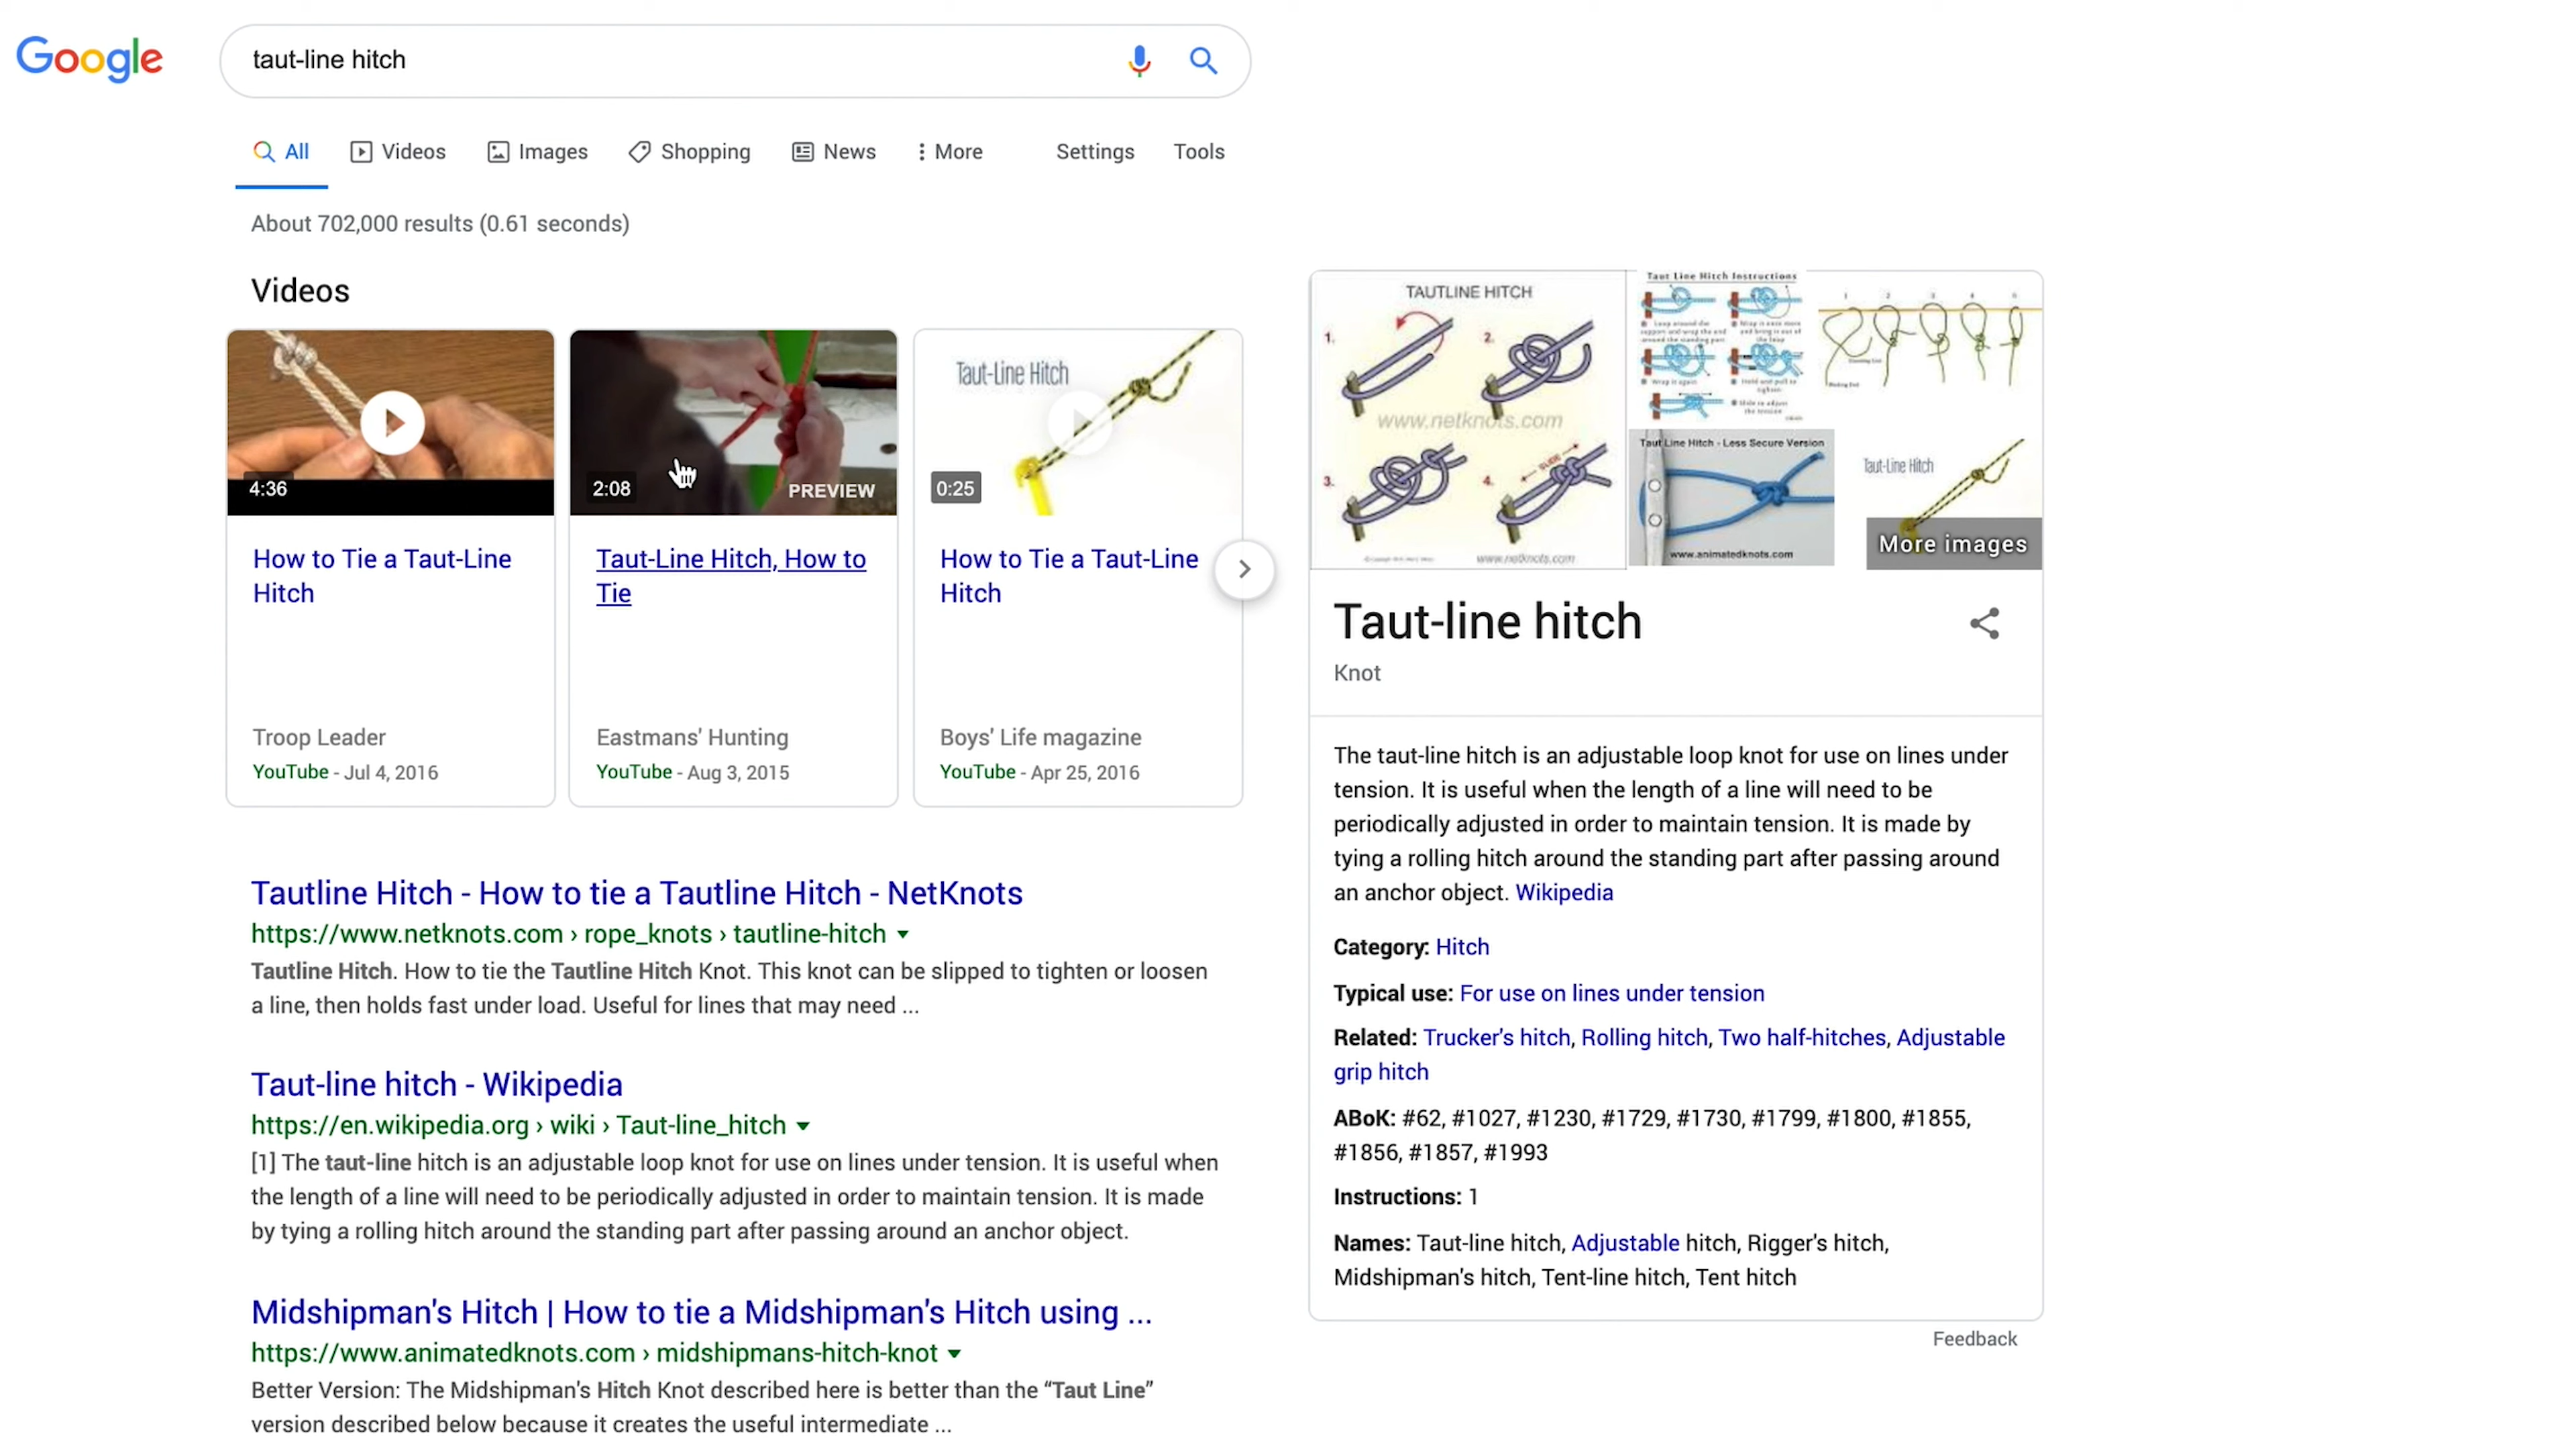 Google
taut-line hitch
All Videos Images Shopping News More Settings Tools
About 702,000 results (0.61 seconds)
Videos
4:36
2:08
PREVIEW
Taut-Line Hitch
0:25
How to Tie a Taut-Line
Hitch
Taut-Line Hitch, How to
Tie
How to Tie a Taut-Line
Hitch
Troop Leader
YouTube - Jul 4, 2016
Eastmans' Hunting
YouTube - Aug 3, 2015
Boys' Life magazine
YouTube - Apr 25, 2016
Tautline Hitch - How to tie a Tautline Hitch - NetKnots
https://www.netknots.com › rope_knots › tautline-hitch
Tautline Hitch. How to tie the Tautline Hitch Knot. This knot can be slipped to tighten or loosen
a line, then holds fast under load. Useful for lines that may need ...
Taut-line hitch - Wikipedia
https://en.wikipedia.org › wiki › Taut-line_hitch
[1] The taut-line hitch is an adjustable loop knot for use on lines under tension. It is useful when
the length of a line will need to be periodically adjusted in order to maintain tension. It is made
by tying a rolling hitch around the standing part after passing around an anchor object.
Midshipman's Hitch | How to tie a Midshipman's Hitch using ...
https://www.animatedknots.com › midshipmans-hitch-knot
Better Version: The Midshipman's Hitch Knot described here is better than the “Taut Line”
version described below because it creates the useful intermediate ...
TAUTLINE HITCH
1.
2.
www.netknots.com
3.
4.
SLIDE
www.netknots.com
Taut Line Hitch Instructions
Taut Line Hitch - Less Secure Version
www.animatedknots.com
Taut-Line Hitch
More images
Taut-line hitch
Knot
The taut-line hitch is an adjustable loop knot for use on lines under
tension. It is useful when the length of a line will need to be
periodically adjusted in order to maintain tension. It is made by
tying a rolling hitch around the standing part after passing around
an anchor object. Wikipedia
Category: Hitch
Typical use: For use on lines under tension
Related: Trucker's hitch, Rolling hitch, Two half-hitches, Adjustable
grip hitch
ABoK: #62, #1027, #1230, #1729, #1730, #1799, #1800, #1855,
#1856, #1857, #1993
Instructions: 1
Names: Taut-line hitch, Adjustable hitch, Rigger's hitch,
Midshipman's hitch, Tent-line hitch, Tent hitch
Feedback